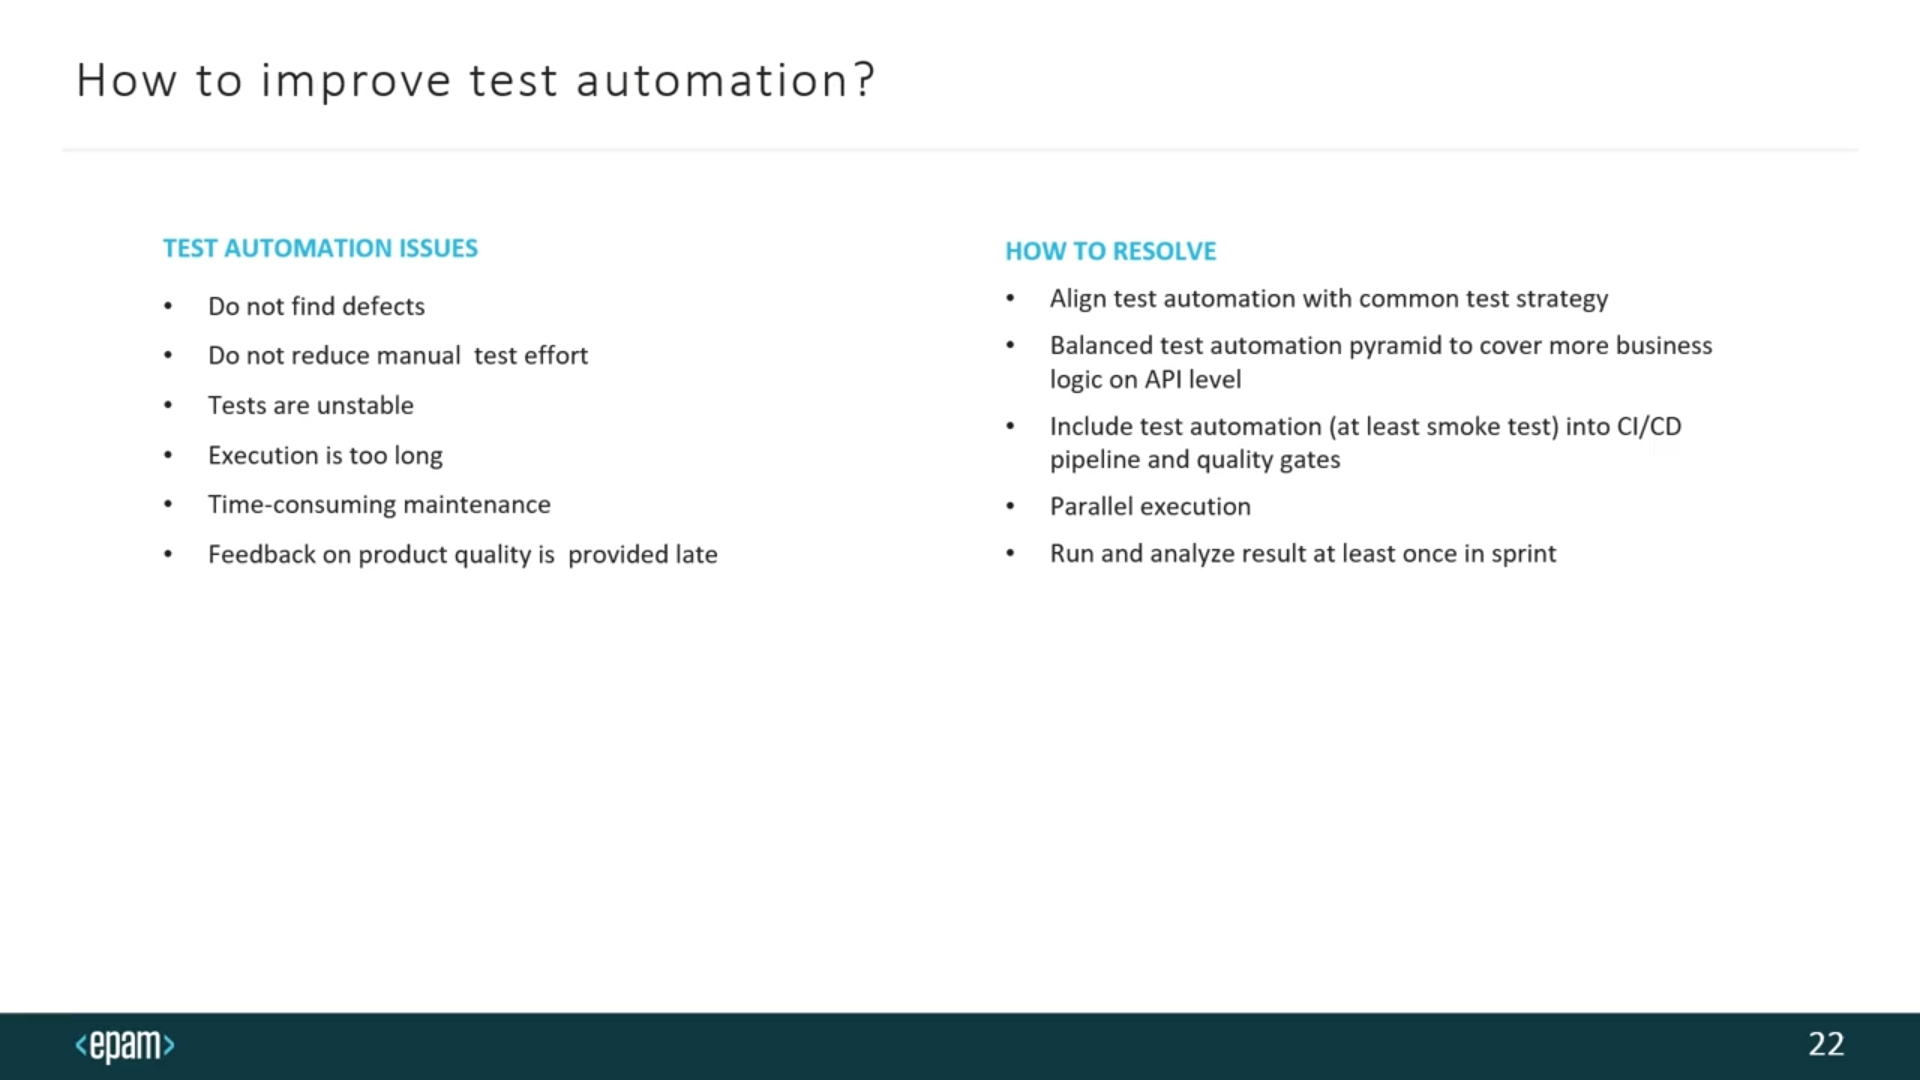 How to improve test automation?
TEST AUTOMATION ISSUES
• Do not find defects
• Do not reduce manual  test effort
• Tests are unstable
• Execution is too long
• Time-consuming maintenance
• Feedback on product quality is  provided late
HOW TO RESOLVE
• Align test automation with common test strategy
• Balanced test automation pyramid to cover more business
logic on API level
• Include test automation (at least smoke test) into CI/CD
pipeline and quality gates
• Parallel execution
• Run and analyze result at least once in sprint
<epam>
22